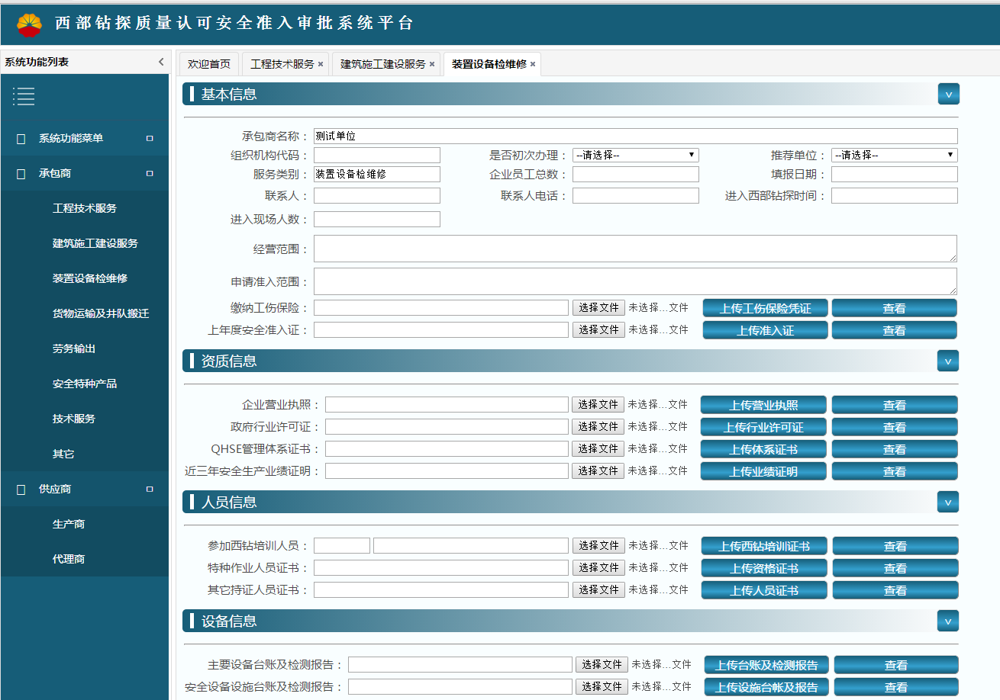 西部钻探质量认可安全准入审批系统平台
系统功能列表
系统功能菜单
承包商
工程技术服务
建筑施工建设服务
装置设备检维修
货物运输及井队搬迁
劳务输出
安全特种产品
技术服务
其它
供应商
生产商
代理商
欢迎首页 工程技术服务 × 建筑施工建设服务 × 装置设备检维修 ×
基本信息 v
承包商名称： 测试单位
组织机构代码： 是否初次办理： --请选择-- 推荐单位： --请选择--
服务类别： 装置设备检维修 企业员工总数： 填报日期：
联系人： 联系人电话： 进入西部钻探时间：
进入现场人数：
经营范围：
申请准入范围：
缴纳工伤保险： 选择文件 未选择...文件 上传工伤保险凭证 查看
上年度安全准入证： 选择文件 未选择...文件 上传准入证 查看
资质信息 v
企业营业执照： 选择文件 未选择...文件 上传营业执照 查看
政府行业许可证： 选择文件 未选择...文件 上传行业许可证 查看
QHSE管理体系证书： 选择文件 未选择...文件 上传体系证书 查看
近三年安全生产业绩证明： 选择文件 未选择...文件 上传业绩证明 查看
人员信息 v
参加西钻培训人员： 选择文件 未选择...文件 上传西钻培训证书 查看
特种作业人员证书： 选择文件 未选择...文件 上传资格证书 查看
其它持证人员证书： 选择文件 未选择...文件 上传人员证书 查看
设备信息 v
主要设备台账及检测报告： 选择文件 未选择...文件 上传台账及检测报告 查看
安全设备设施台账及检测报告： 选择文件 未选择...文件 上传设施台帐及报告 查看